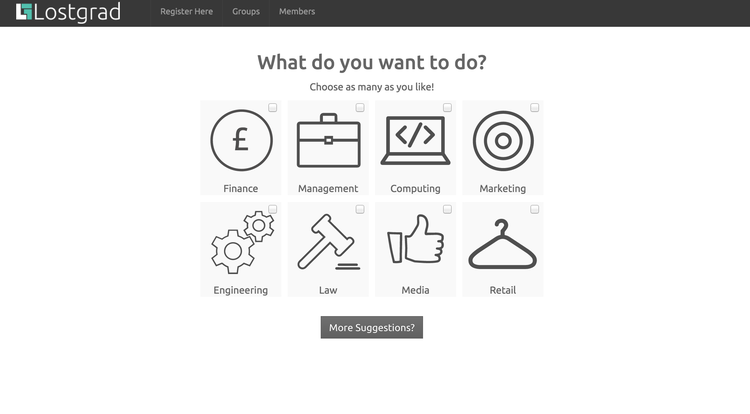 Lostgrad Register Here Groups Members
What do you want to do?
Choose as many as you like!
£ </>
Finance Management Computing Marketing
Engineering Law Media Retail
More Suggestions?